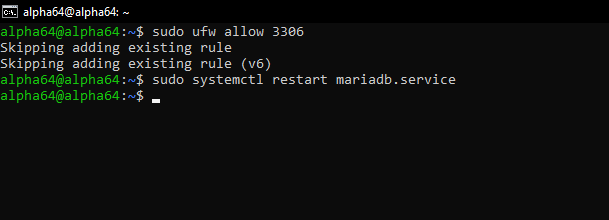 alpha64@alpha64: ~
alpha64@alpha64:~$ sudo ufw allow 3306
Skipping adding existing rule
Skipping adding existing rule (v6)
alpha64@alpha64:~$ sudo systemctl restart mariadb.service
alpha64@alpha64:~$